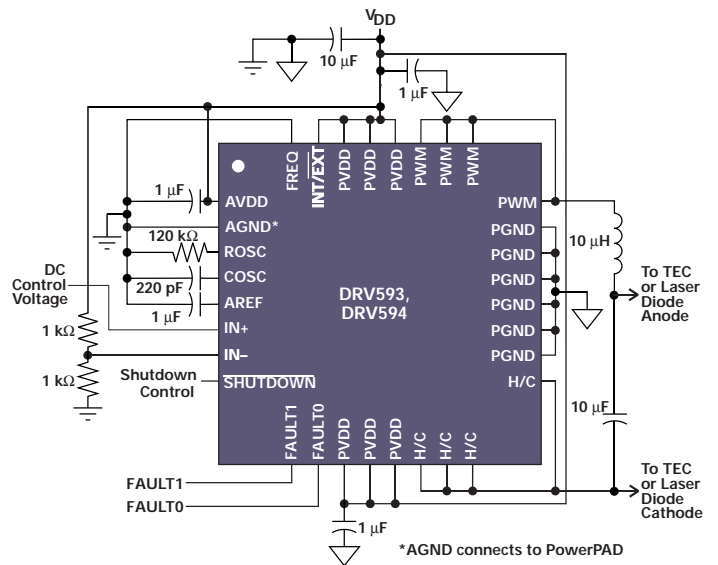 VDD
10 µF
1 µF
FREQ
INT/EXT
PVDD
PVDD
PVDD
PWM
PWM
PWM
1 µF
AVDD
AGND*
120 kΩ
ROSC
220 pF
COSC
1 µF
AREF
DC
Control
Voltage
IN+
1 kΩ
IN–
1 kΩ
Shutdown
Control
SHUTDOWN
DRV593,
DRV594
PWM
PGND
PGND
PGND
PGND
PGND
PGND
H/C
10 µH
To TEC
or Laser
Diode
Anode
10 µF
To TEC
or Laser
Diode
Cathode
FAULT1
FAULT0
PVDD
PVDD
PVDD
H/C
H/C
H/C
FAULT1
FAULT0
1 µF
*AGND connects to PowerPAD